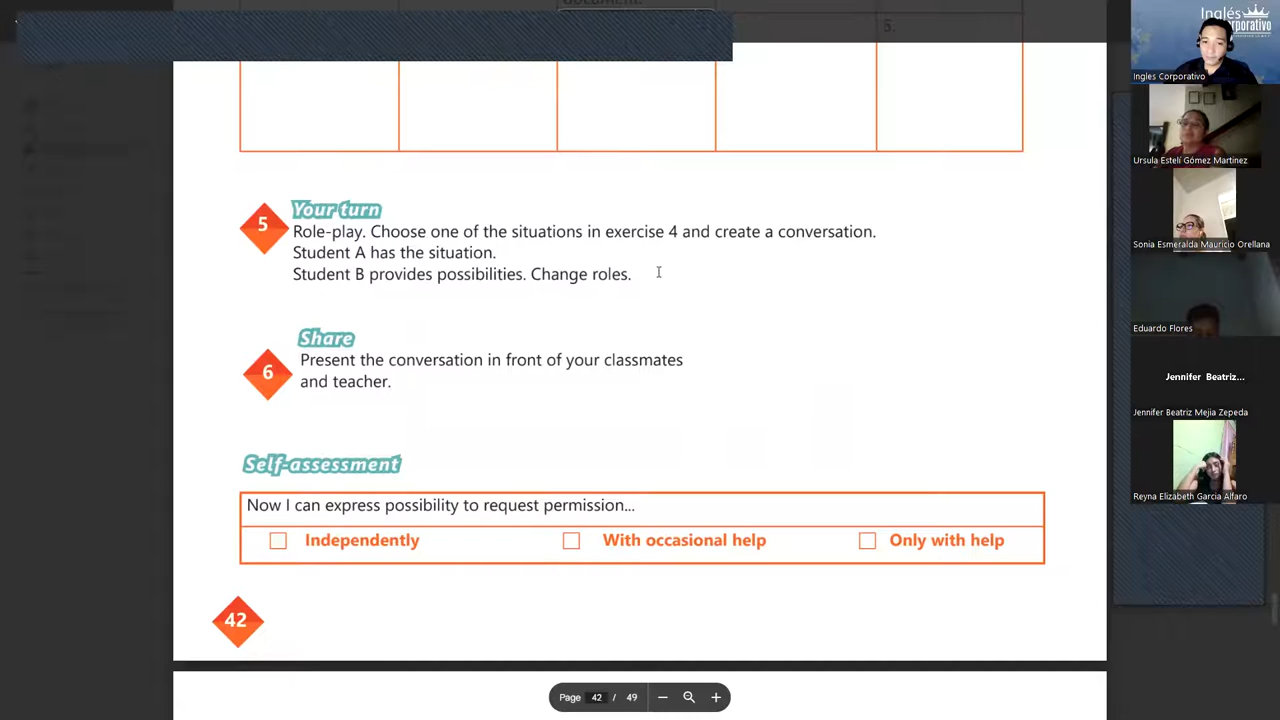 5.
5
Your turn
Role-play. Choose one of the situations in exercise 4 and create a conversation.
Student A has the situation.
Student B provides possibilities. Change roles.
6
Share
Present the conversation in front of your classmates
and teacher.
Self-assessment
Now I can express possibility to request permission...
Independently
With occasional help
Only with help
42
Page 42 / 49
Inglés
Ingles Corporativo
Ursula Estelí Gómez Martinez
Sonia Esmeralda Mauricio Orellana
Eduardo Flores
Jennifer Beatriz...
Jennifer Beatriz Mejia Zepeda
Reyna Elizabeth Garcia Alfaro